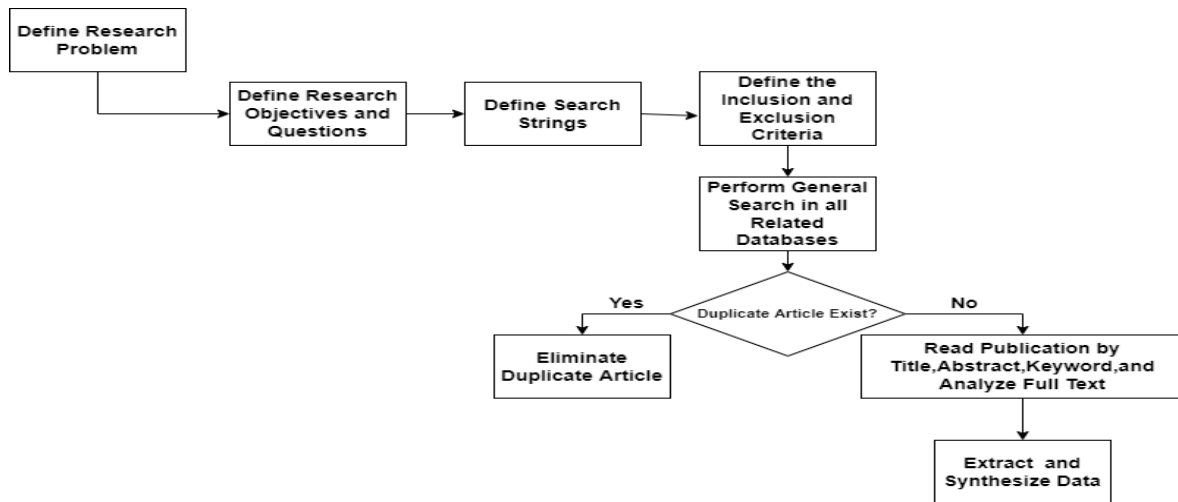 Define Research
Problem
Define Research
Objectives and
Questions
Define Search
Strings
Define the
Inclusion and
Exclusion
Criteria
Perform General
Search in all
Related
Databases
Duplicate Article Exist?
Yes
No
Eliminate
Duplicate Article
Read Publication by
Title,Abstract,Keyword,and
Analyze Full Text
Extract and
Synthesize Data